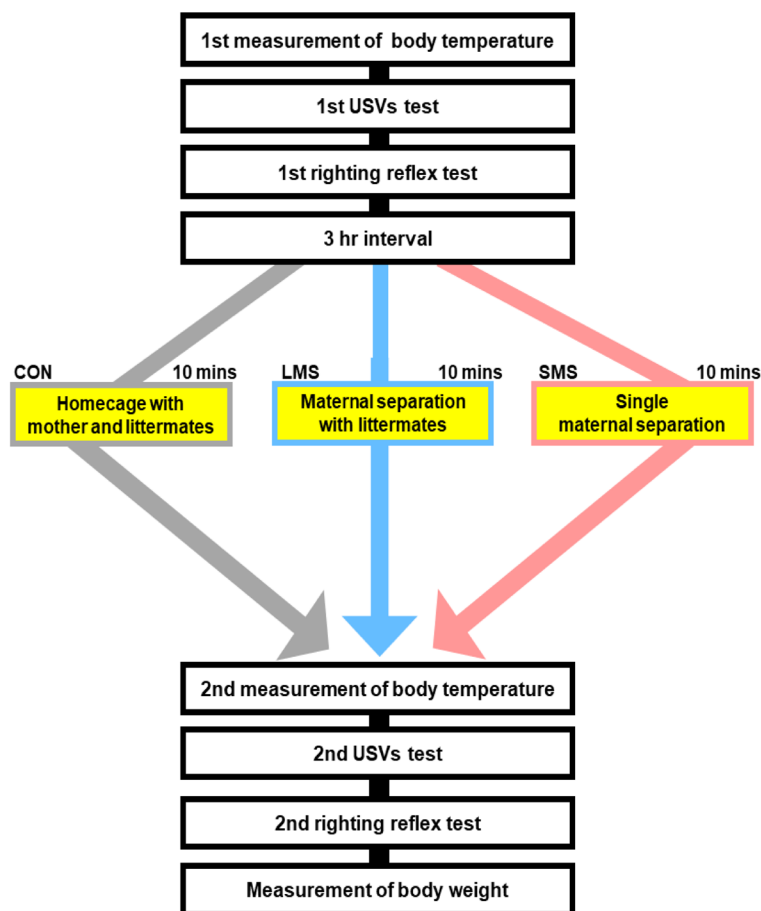 1st measurement of body temperature
1st USVs test
1st righting reflex test
3 hr interval
CON 10 mins
Homecage with
mother and littermates
LMS 10 mins
Maternal separation
with littermates
SMS 10 mins
Single
maternal separation
2nd measurement of body temperature
2nd USVs test
2nd righting reflex test
Measurement of body weight